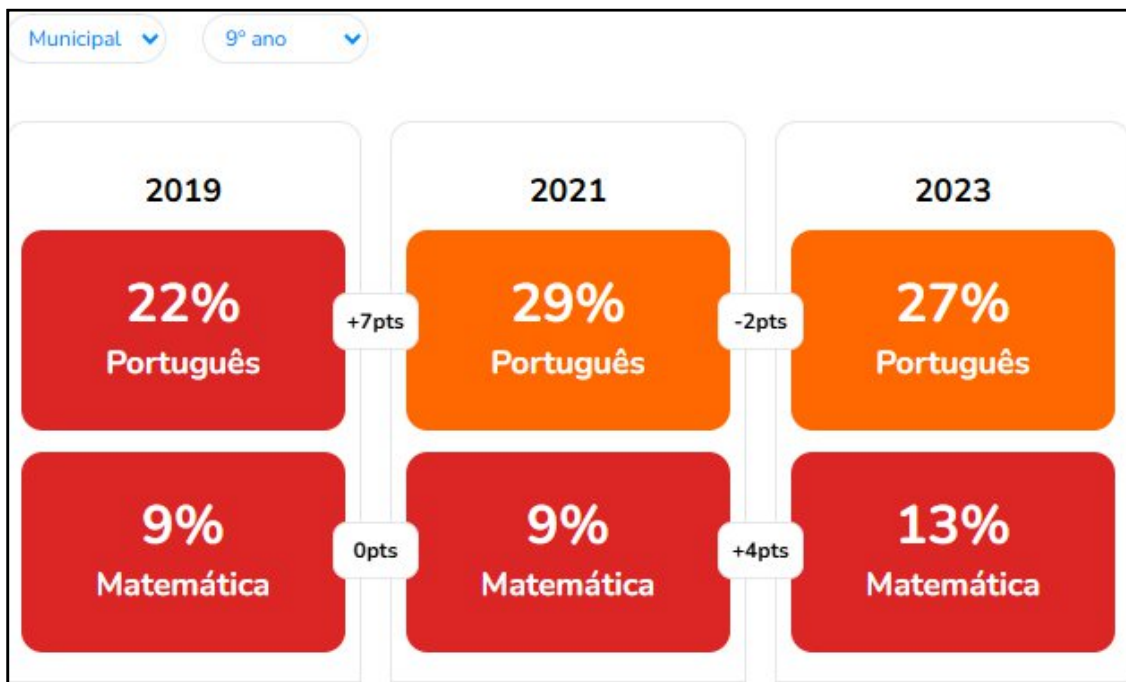 Municipal
9º ano
2019
2021
2023
22%
Português
+7pts
29%
Português
-2pts
27%
Português
9%
Matemática
0pts
9%
Matemática
+4pts
13%
Matemática